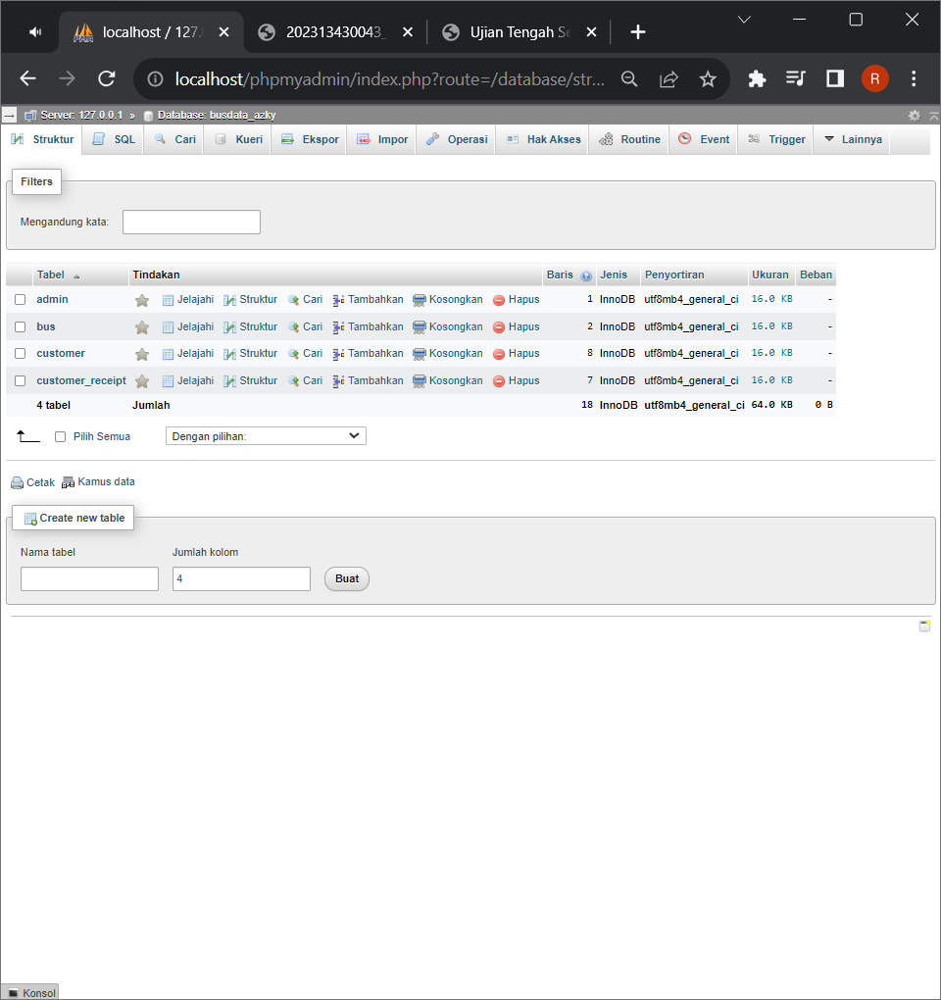 localhost / 127.
202313430043_
Ujian Tengah Se
localhost/phpmyadmin/index.php?route=/database/str...
R
Server: 127.0.0.1 » Database: busdata_azky
Struktur SQL Cari Kueri Ekspor Impor Operasi Hak Akses Routine Event Trigger Lainnya
Filters
Mengandung kata:
Tabel Tindakan Baris Jenis Penyortiran Ukuran Beban
admin Jelajahi Struktur Cari Tambahkan Kosongkan Hapus 1 InnoDB utf8mb4_general_ci 16.0 KB -
bus Jelajahi Struktur Cari Tambahkan Kosongkan Hapus 2 InnoDB utf8mb4_general_ci 16.0 KB -
customer Jelajahi Struktur Cari Tambahkan Kosongkan Hapus 8 InnoDB utf8mb4_general_ci 16.0 KB -
customer_receipt Jelajahi Struktur Cari Tambahkan Kosongkan Hapus 7 InnoDB utf8mb4_general_ci 16.0 KB -
4 tabel Jumlah 18 InnoDB utf8mb4_general_ci 64.0 KB 0 B
Pilih Semua Dengan pilihan:
Cetak Kamus data
Create new table
Nama tabel Jumlah kolom
4 Buat
Konsol